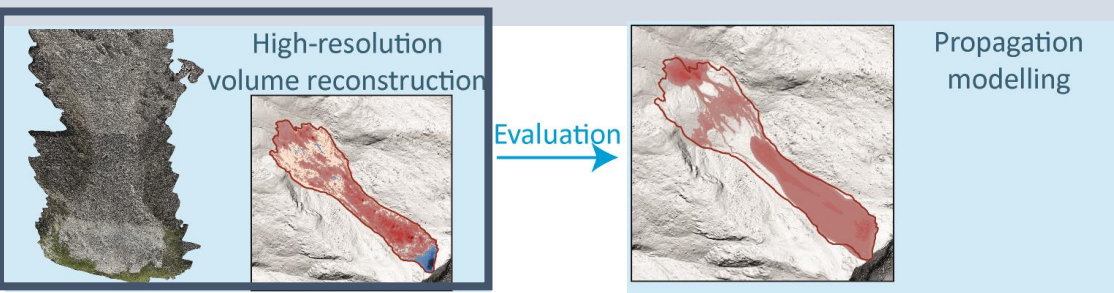 High-resolution
volume reconstruction
Evaluation
Propagation
modelling